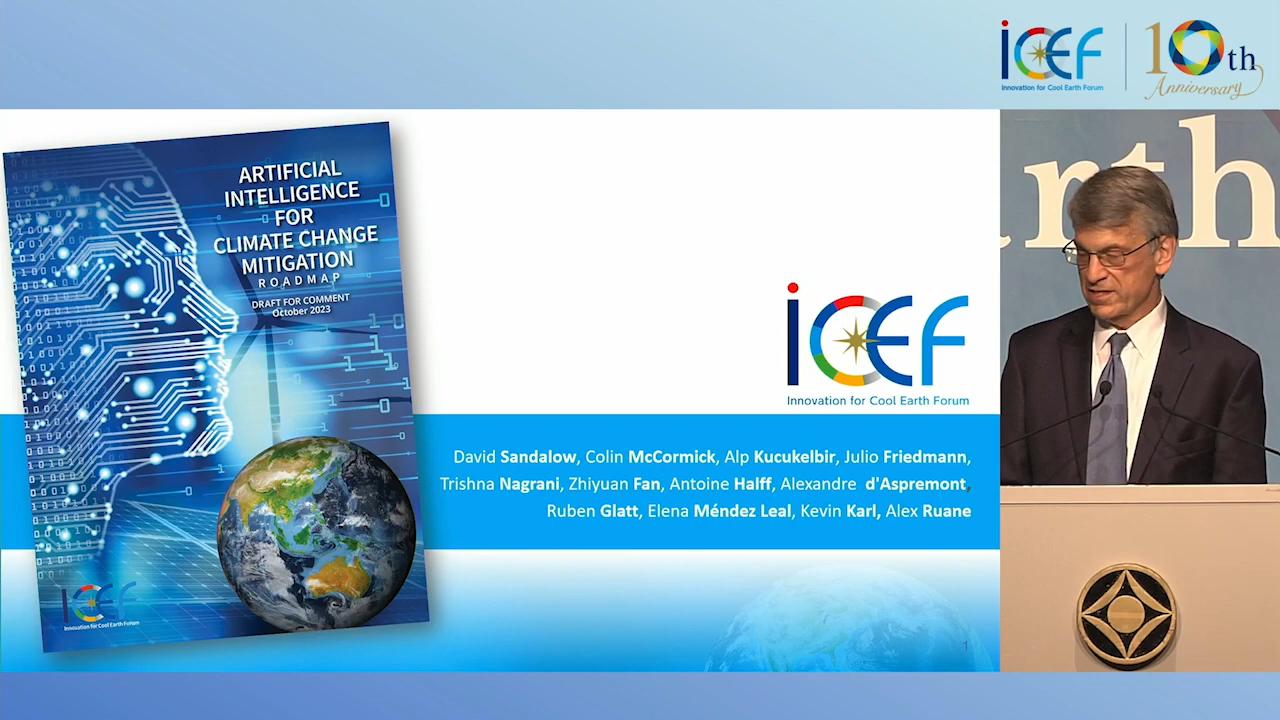 iCEF
Innovation for Cool Earth Forum
10th
Anniversary
rth
ARTIFICIAL
INTELLIGENCE
FOR
CLIMATE CHANGE
MITIGATION
ROADMAP
DRAFT FOR COMMENT
October 2023
iCEF
Innovation for Cool Earth Forum
David Sandalow, Colin McCormick, Alp Kucukelbir, Julio Friedmann,
Trishna Nagrani, Zhiyuan Fan, Antoine Halff, Alexandre d'Aspremont,
Ruben Glatt, Elena Méndez Leal, Kevin Karl, Alex Ruane
iCEF
Innovation for Cool Earth Forum
1